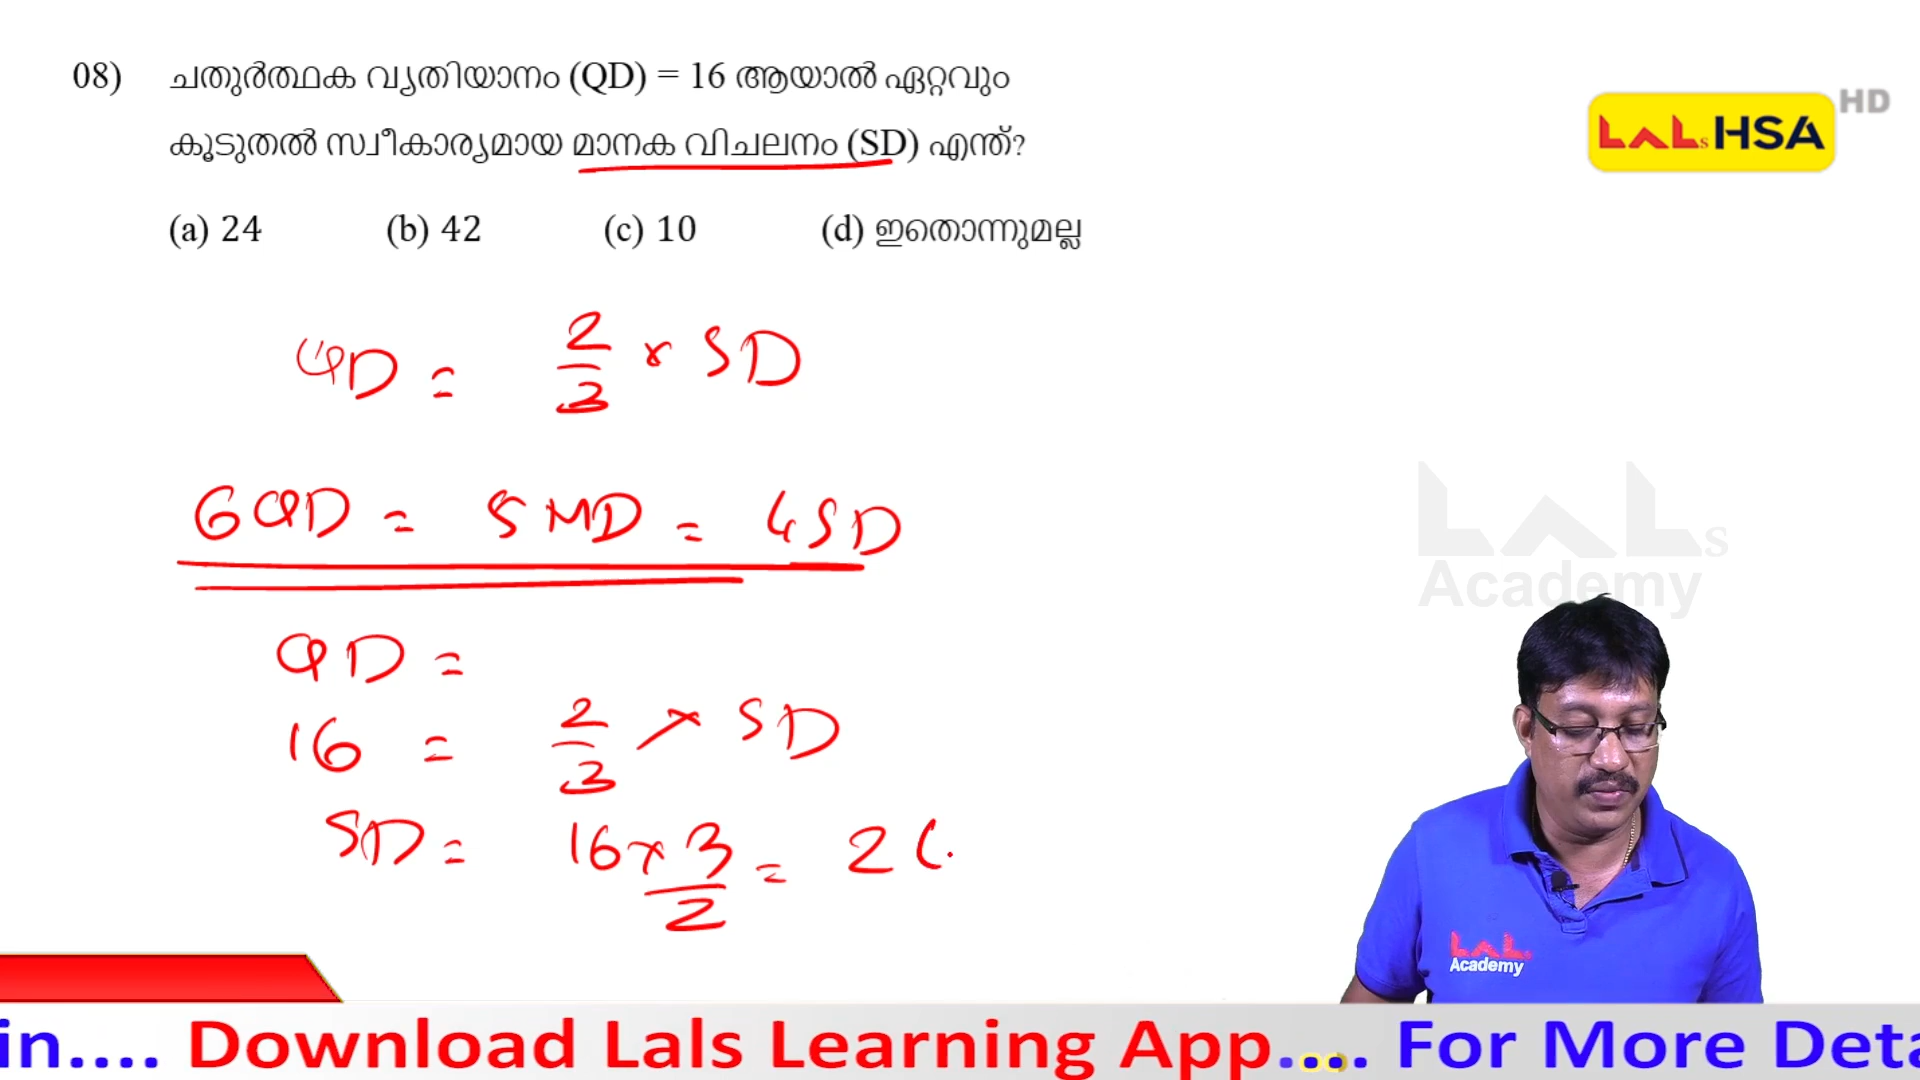 08) ചതുർത്ഥക വ്യതിയാനം (QD) = 16 ആയാൽ ഏറ്റവും
കൂടുതൽ സ്വീകാര്യമായ മാനക വിചലനം (SD) എന്ത്?
(a) 24 (b) 42 (c) 10 (d) ഇതൊന്നുമല്ല
LALs HSA HD
QD = 2/3 × SD
6QD = 5MD = 4SD
QD =
16 = 2/3 × SD
SD = 16 × 3/2 = 2
LALs
Academy
LALs
Academy
in.... Download Lals Learning App.... For More Deta